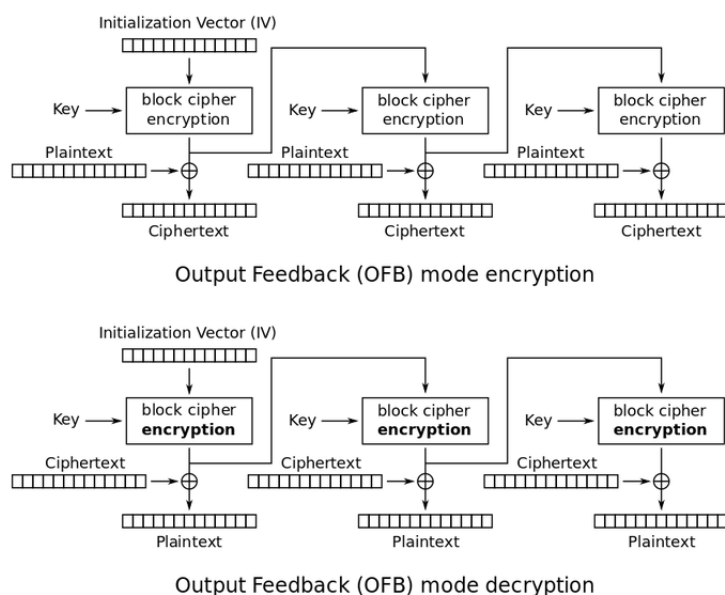 Initialization Vector (IV)
Key
block cipher
encryption
Key
block cipher
encryption
Key
block cipher
encryption
Plaintext
Plaintext
Plaintext
Ciphertext
Ciphertext
Ciphertext
Output Feedback (OFB) mode encryption
Initialization Vector (IV)
Key
block cipher
encryption
Key
block cipher
encryption
Key
block cipher
encryption
Ciphertext
Ciphertext
Ciphertext
Plaintext
Plaintext
Plaintext
Output Feedback (OFB) mode decryption